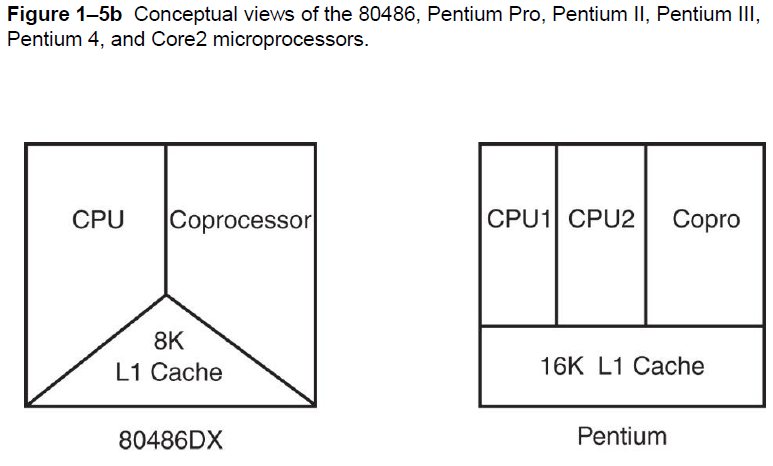 Figure 1–5b Conceptual views of the 80486, Pentium Pro, Pentium II, Pentium III,
Pentium 4, and Core2 microprocessors.
CPU
Coprocessor
8K
L1 Cache
80486DX
CPU1
CPU2
Copro
16K L1 Cache
Pentium